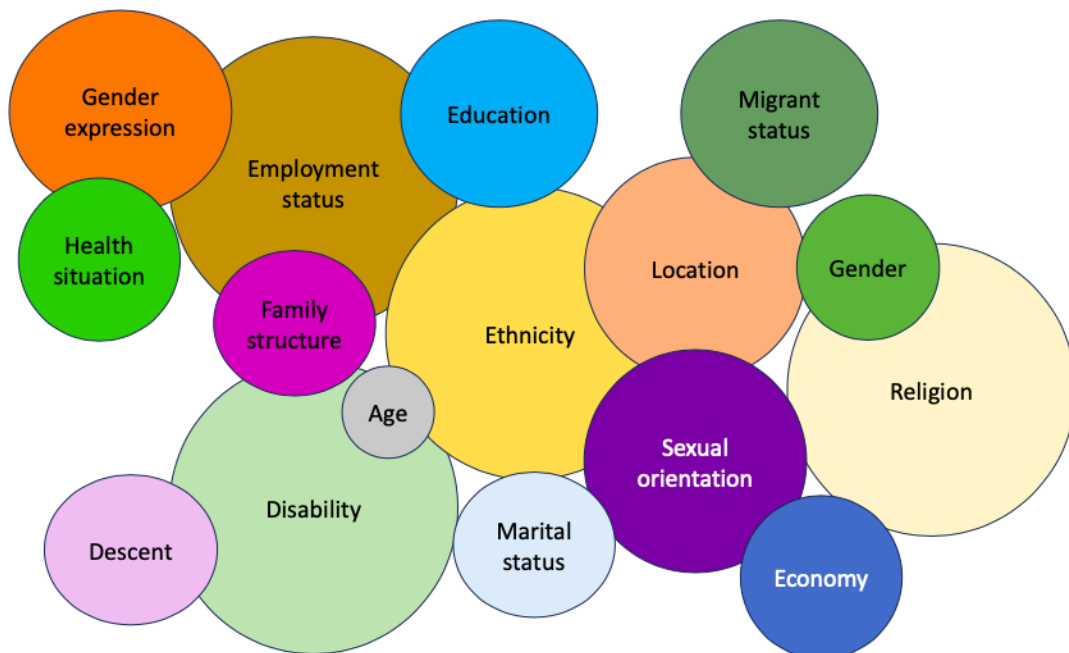 Gender
expression
Employment
status
Education
Migrant
status
Health
situation
Family
structure
Ethnicity
Location
Gender
Religion
Age
Disability
Sexual
orientation
Descent
Marital
status
Economy